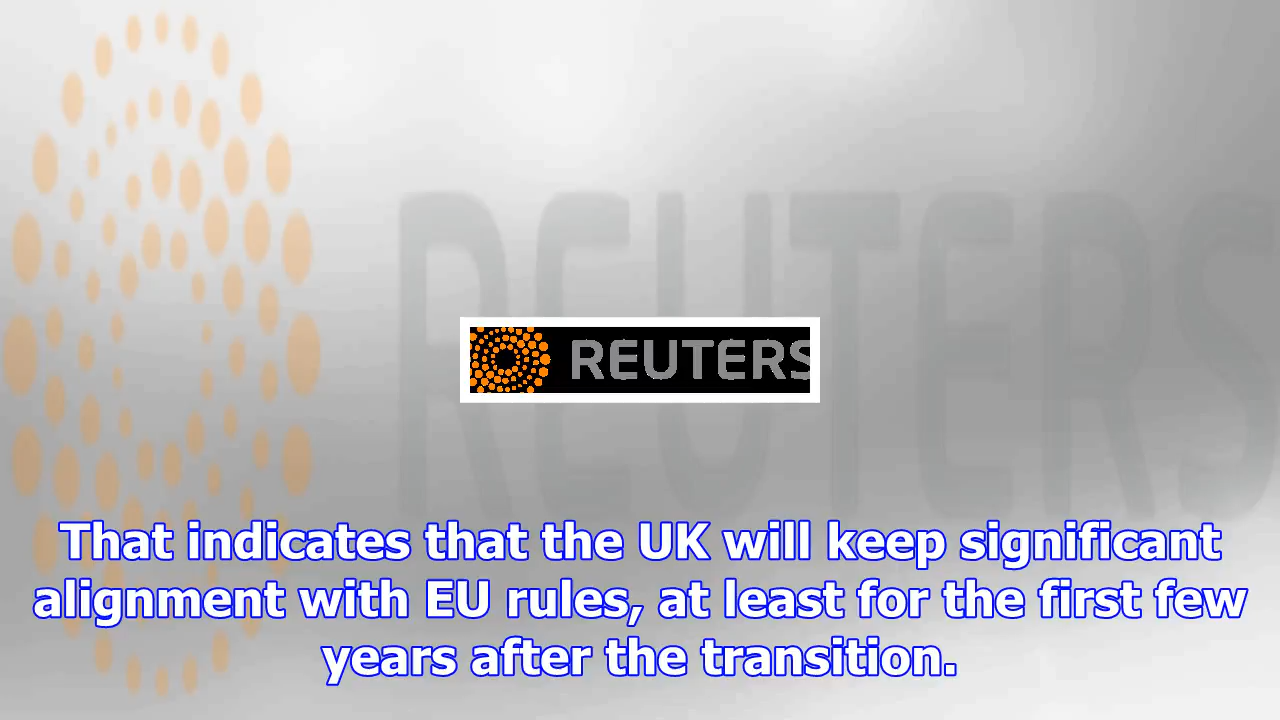 REUTERS
REUTERS
That indicates that the UK will keep significant
alignment with EU rules, at least for the first few
years after the transition.